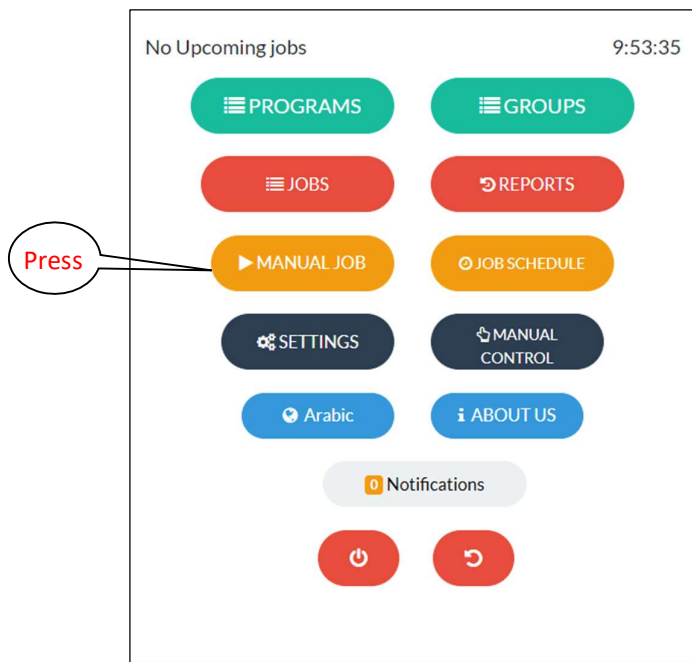 No Upcoming jobs 9:53:35
PROGRAMS GROUPS
JOBS REPORTS
Press MANUAL JOB JOB SCHEDULE
SETTINGS MANUAL
CONTROL
Arabic ABOUT US
0 Notifications